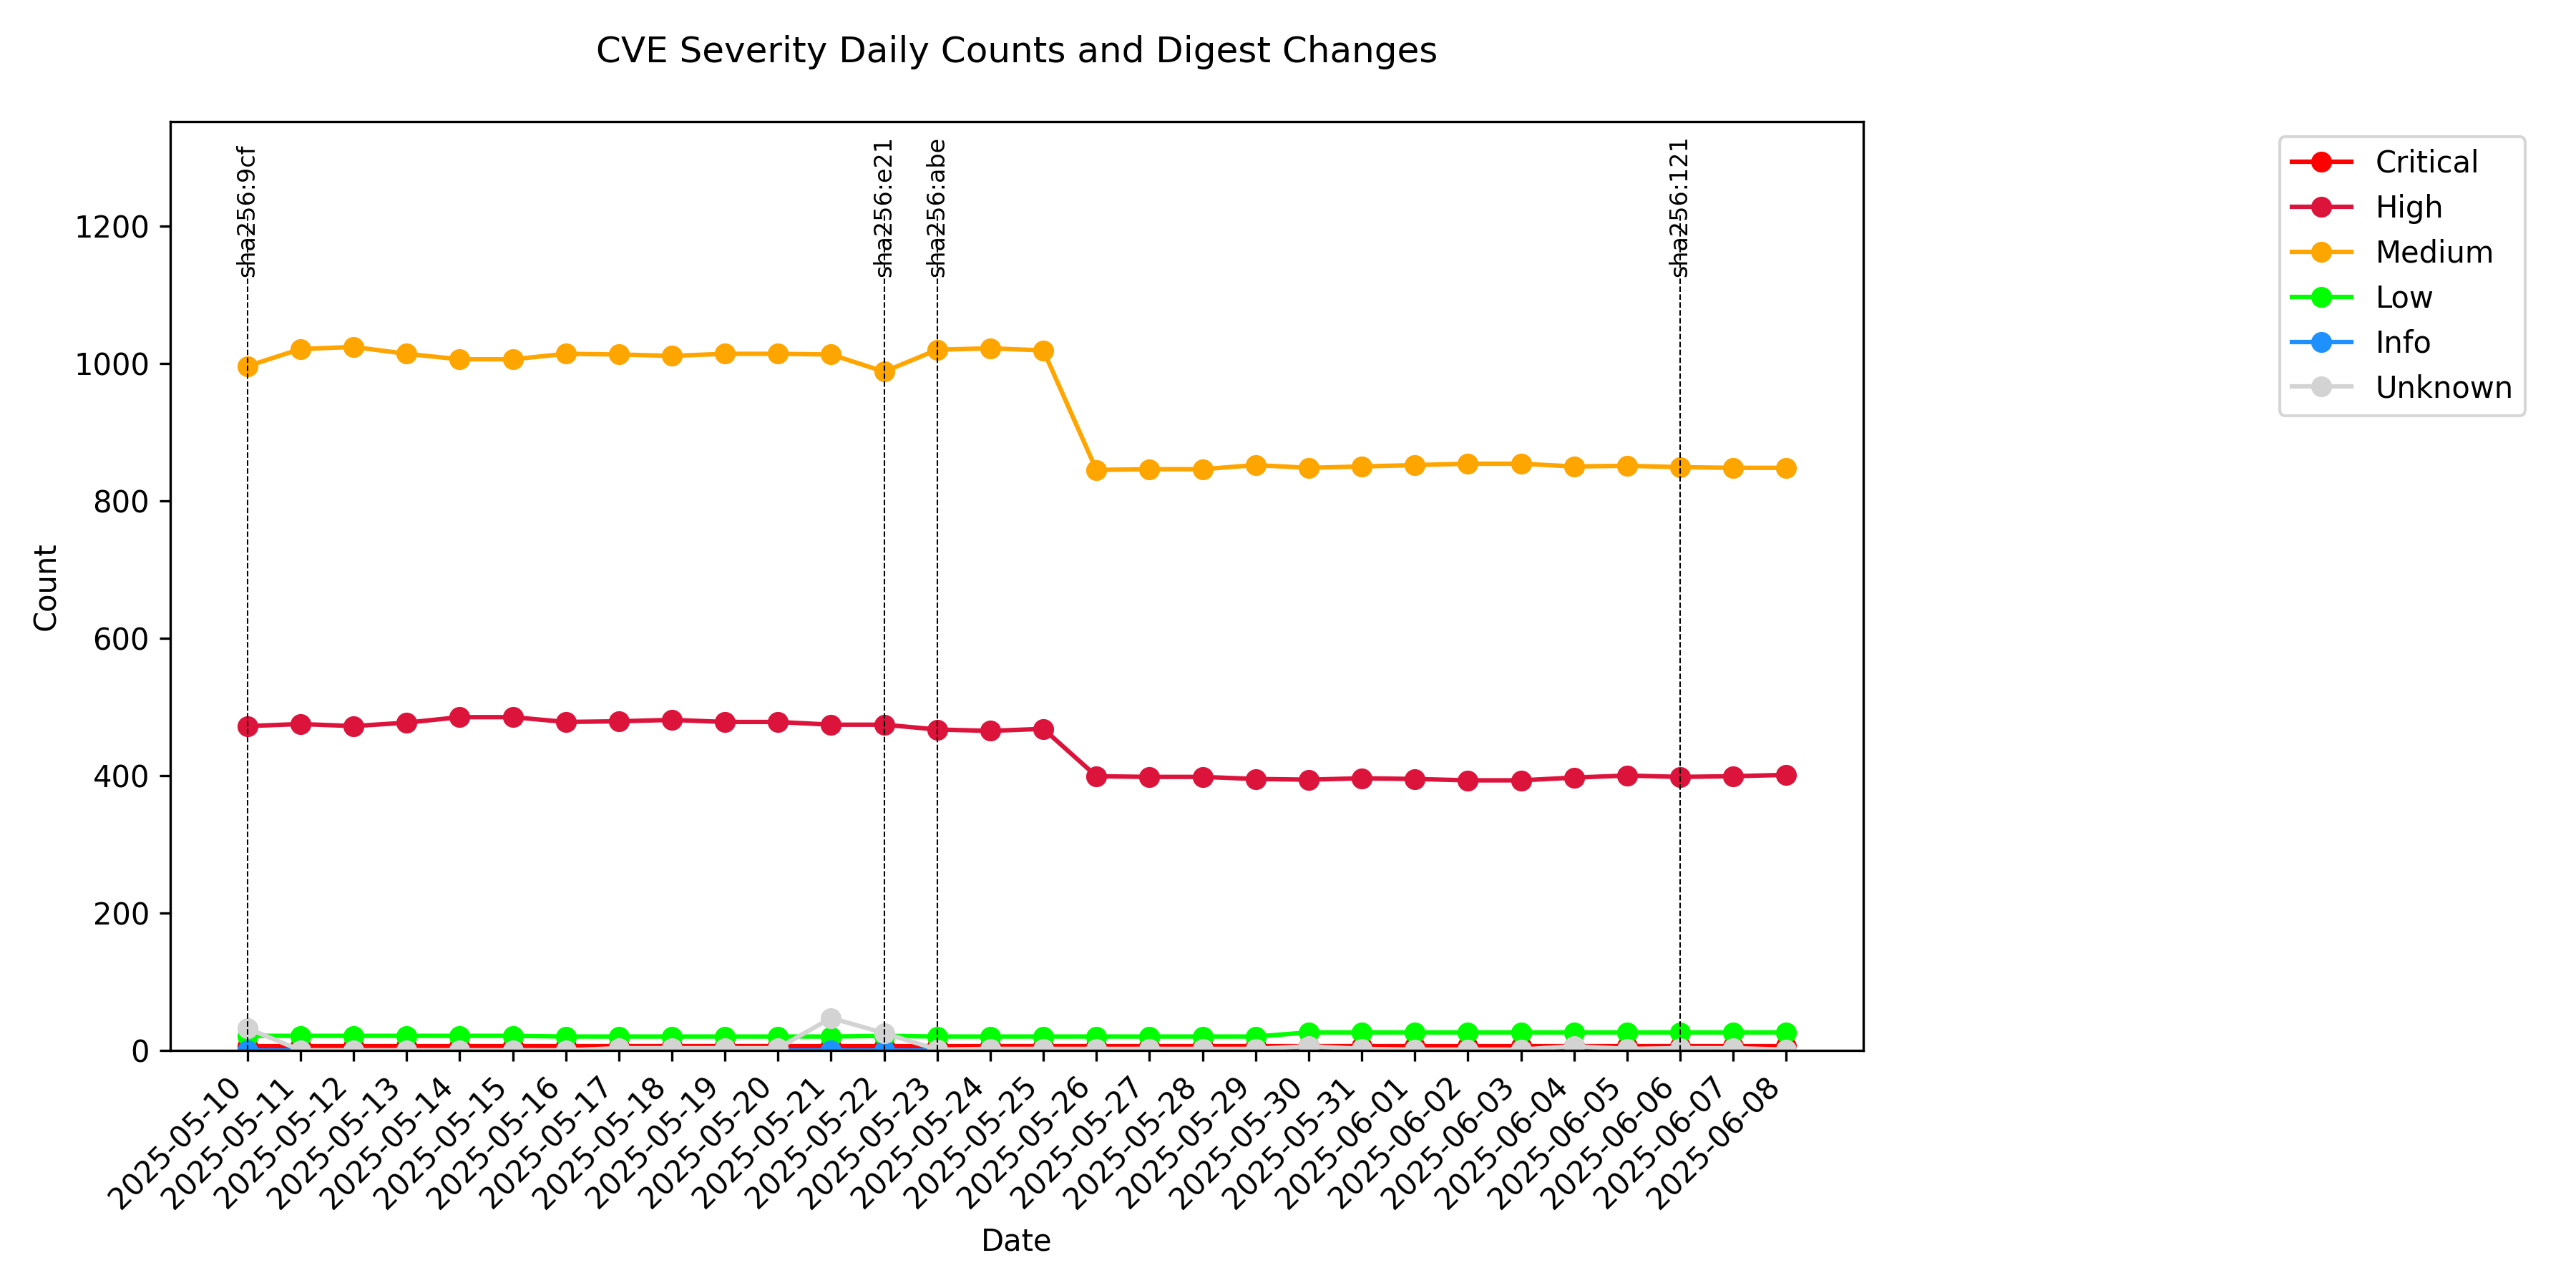 CVE Severity Daily Counts and Digest Changes
sha256:9cf
sha256:e21
sha256:abe
sha256:121
Critical
High
Medium
Low
Info
Unknown
1200
1000
800
600
400
200
0
Count
2025-05-10
2025-05-11
2025-05-12
2025-05-13
2025-05-14
2025-05-15
2025-05-16
2025-05-17
2025-05-18
2025-05-19
2025-05-20
2025-05-21
2025-05-22
2025-05-23
2025-05-24
2025-05-25
2025-05-26
2025-05-27
2025-05-28
2025-05-29
2025-05-30
2025-05-31
2025-06-01
2025-06-02
2025-06-03
2025-06-04
2025-06-05
2025-06-06
2025-06-07
2025-06-08
Date